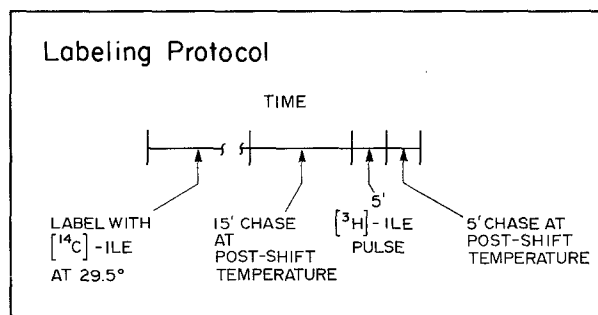 Labeling Protocol
TIME
LABEL WITH
[¹⁴C]-ILE
AT 29.5°
15' CHASE
AT
POST-SHIFT
TEMPERATURE
5'
[³H]-ILE
PULSE
5' CHASE AT
POST-SHIFT
TEMPERATURE